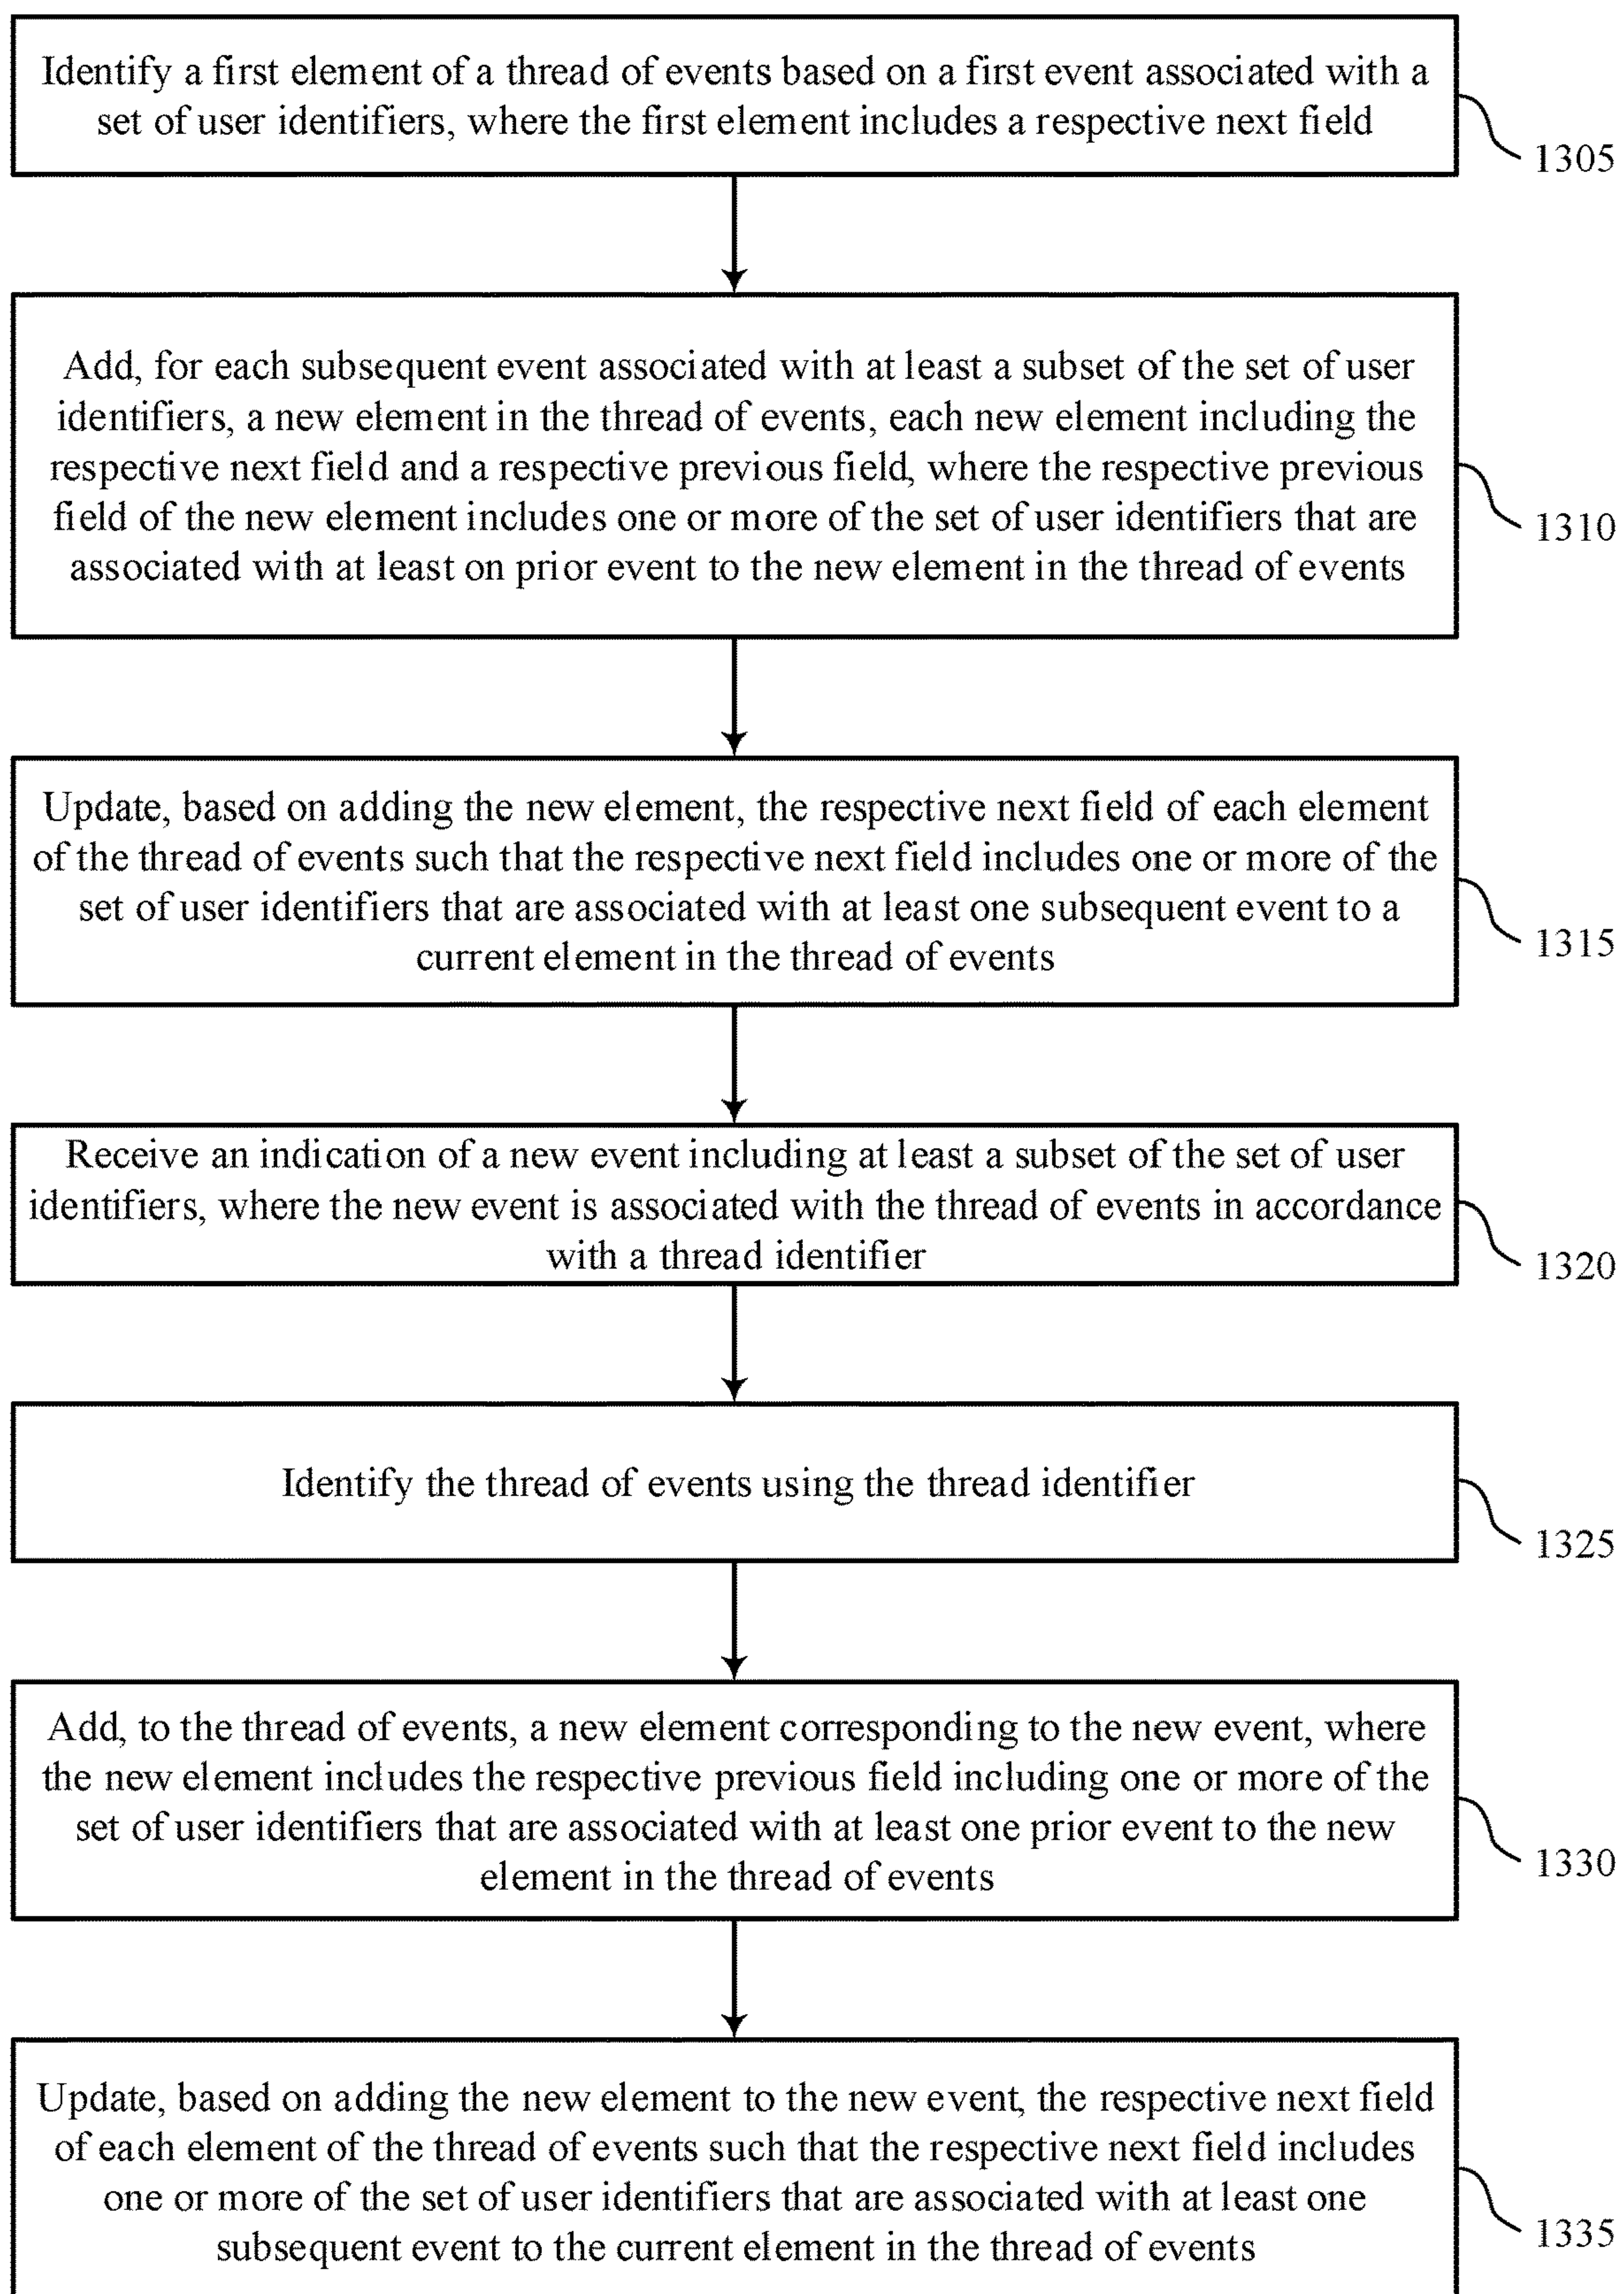 Identify a first element of a thread of events based on a first event associated with a
set of user identifiers, where the first element includes a respective next field
1305
Add, for each subsequent event associated with at least a subset of the set of user
identifiers, a new element in the thread of events, each new element including the
respective next field and a respective previous field, where the respective previous
field of the new element includes one or more of the set of user identifiers that are
associated with at least on prior event to the new element in the thread of events
1310
Update, based on adding the new element, the respective next field of each element
of the thread of events such that the respective next field includes one or more of the
set of user identifiers that are associated with at least one subsequent event to a
current element in the thread of events
1315
Receive an indication of a new event including at least a subset of the set of user
identifiers, where the new event is associated with the thread of events in accordance
with a thread identifier
1320
Identify the thread of events using the thread identifier
1325
Add, to the thread of events, a new element corresponding to the new event, where
the new element includes the respective previous field including one or more of the
set of user identifiers that are associated with at least one prior event to the new
element in the thread of events
1330
Update, based on adding the new element to the new event, the respective next field
of each element of the thread of events such that the respective next field includes
one or more of the set of user identifiers that are associated with at least one
subsequent event to the current element in the thread of events
1335